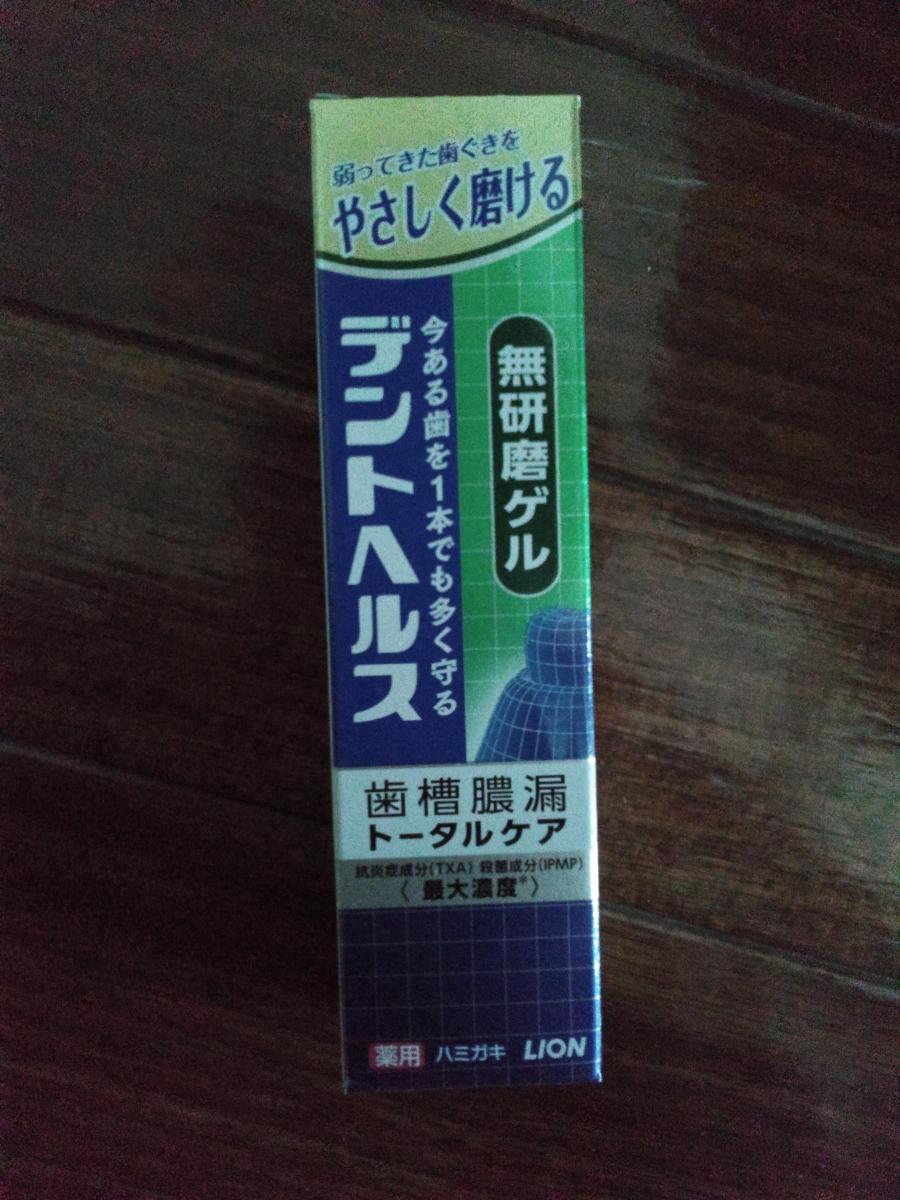 弱ってきた歯ぐきを
やさしく磨ける
デントヘルス
今ある歯を1本でも多く守る
無研磨ゲル
歯槽膿漏
トータルケア
抗炎症成分(TXA) 殺菌成分(IPMP)
〈最大濃度*〉
薬用 ハミガキ LION